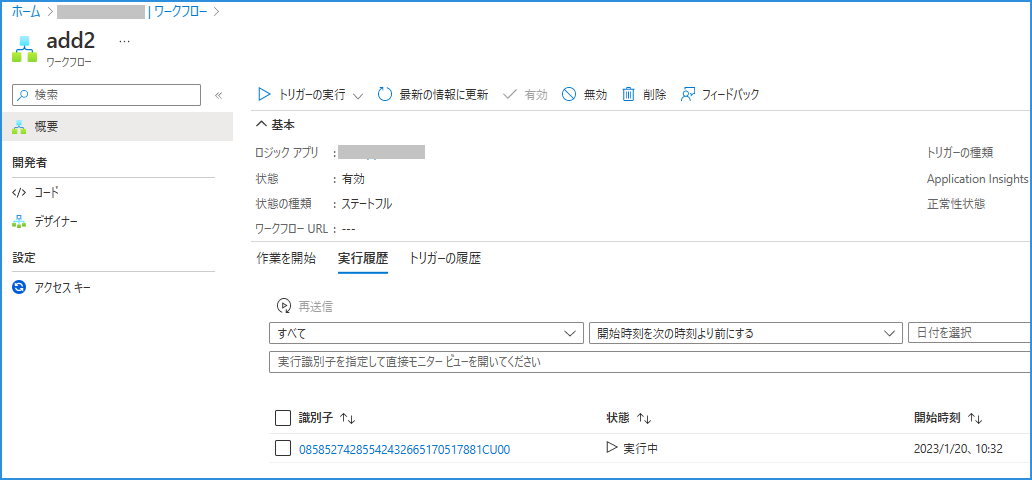 ホーム > | ワークフロー >
add2 …
ワークフロー
検索 «
概要
開発者
コード
デザイナー
設定
アクセス キー
トリガーの実行 最新の情報に更新 有効 無効 削除 フィードバック
基本
ロジック アプリ :
状態 : 有効
状態の種類 : ステートフル
ワークフロー URL : ---
トリガーの種類
Application Insights
正常性状態
作業を開始 実行履歴 トリガーの履歴
再送信
すべて 開始時刻を次の時刻より前にする 日付を選択
実行識別子を指定して直接モニター ビューを開いてください
識別子 ↑↓ 状態 ↑↓ 開始時刻 ↑↓
08585274285542432665170517881CU00 実行中 2023/1/20、10:32